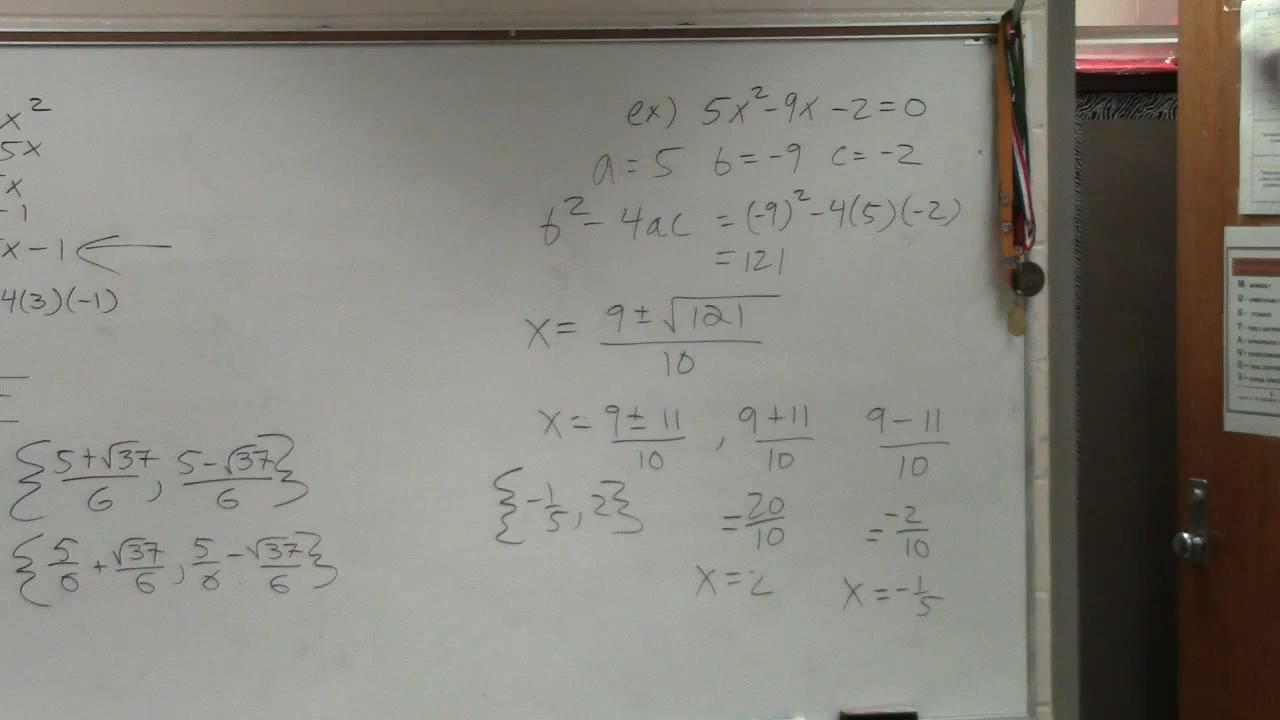 x²
5x
x
-1
x - 1 ←
4(3)(-1)
{5+√37/6, 5-√37/6}
{5/6 + √37/6, 5/6 - √37/6}
ex) 5x² - 9x - 2 = 0
a = 5 b = -9 c = -2
b² - 4ac = (-9)² - 4(5)(-2)
= 121
x = 9 ± √121 / 10
x = 9 ± 11 / 10 , 9 + 11 / 10 9 - 11 / 10
{-1/5, 2} = 20/10 = -2/10
x = 2 x = -1/5
M
U
S
T
A
N
G
S